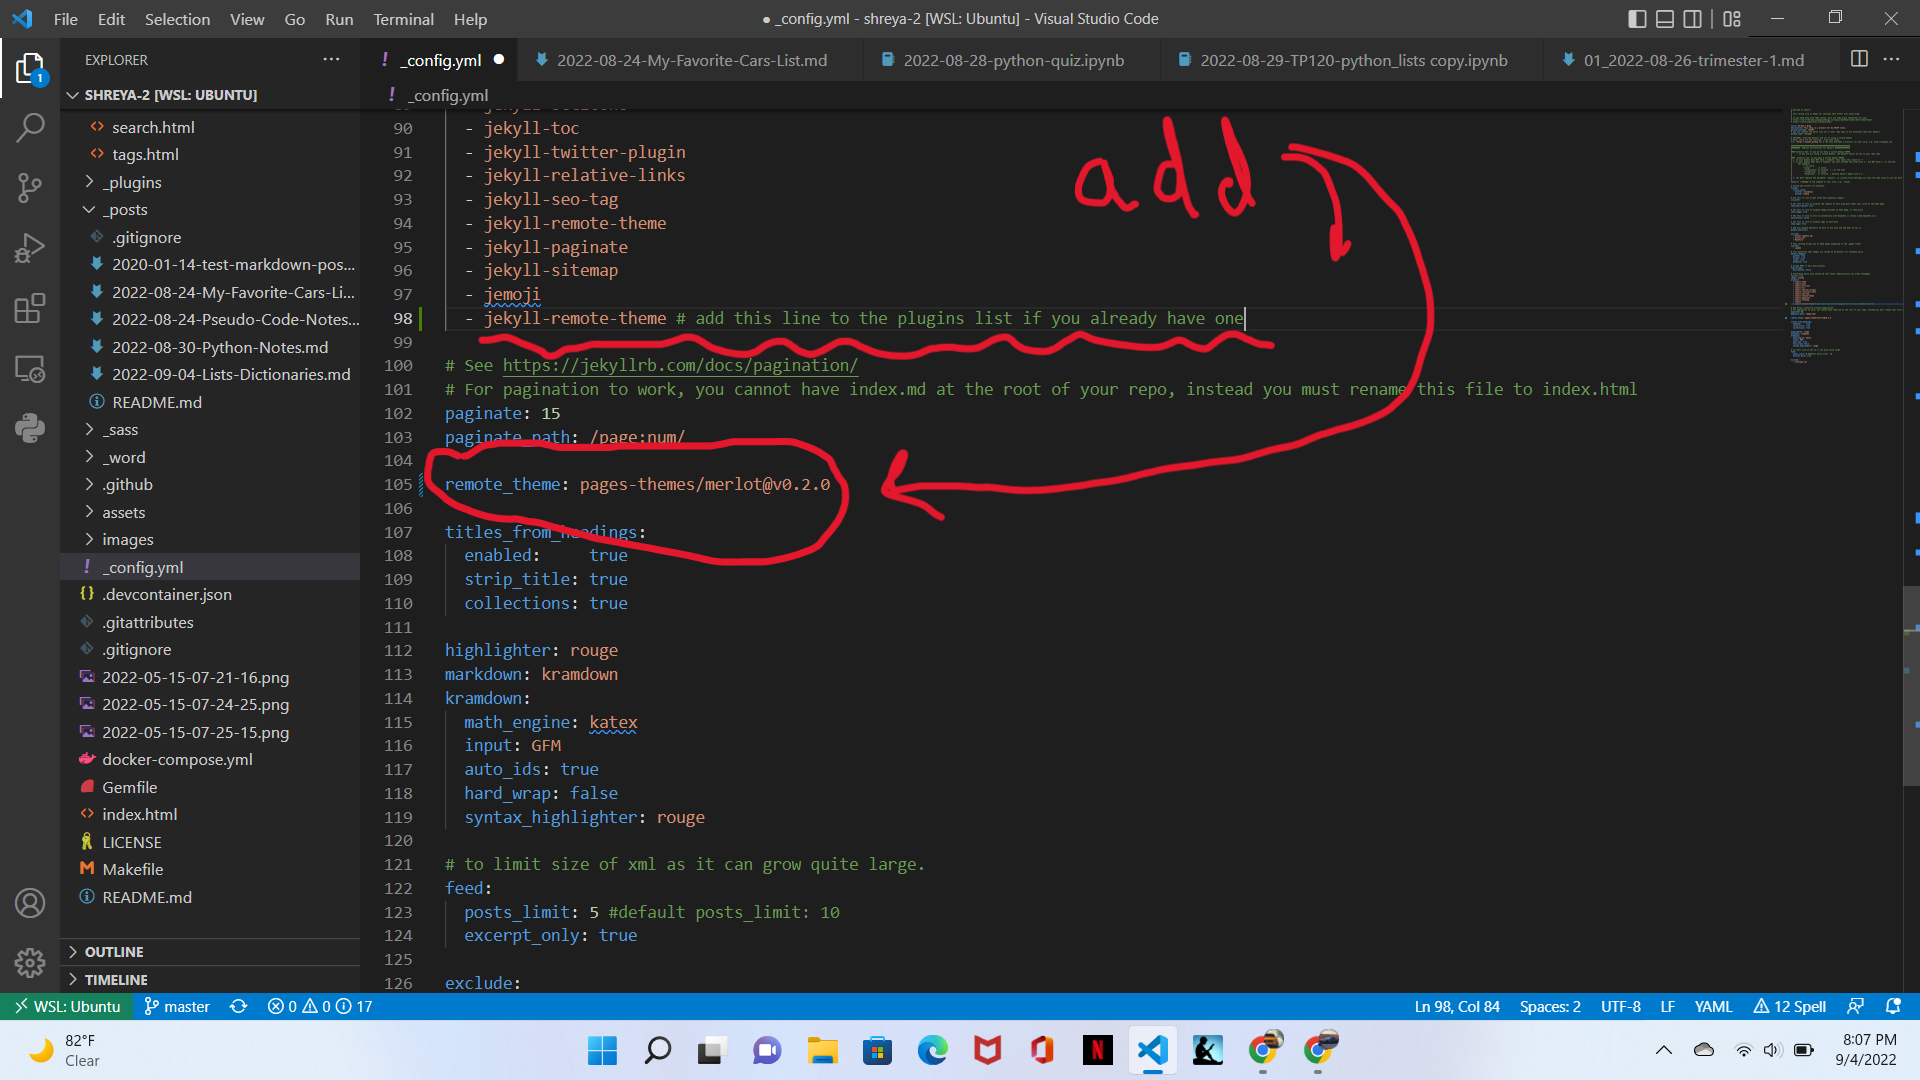 File Edit Selection View Go Run Terminal Help
● _config.yml - shreya-2 [WSL: Ubuntu] - Visual Studio Code
EXPLORER
SHREYA-2 [WSL: UBUNTU]
search.html
tags.html
_plugins
_posts
.gitignore
2020-01-14-test-markdown-pos...
2022-08-24-My-Favorite-Cars-Li...
2022-08-24-Pseudo-Code-Notes...
2022-08-30-Python-Notes.md
2022-09-04-Lists-Dictionaries.md
README.md
_sass
_word
.github
assets
images
_config.yml
.devcontainer.json
.gitattributes
.gitignore
2022-05-15-07-21-16.png
2022-05-15-07-24-25.png
2022-05-15-07-25-15.png
docker-compose.yml
Gemfile
index.html
LICENSE
Makefile
README.md
OUTLINE
TIMELINE
_config.yml
2022-08-24-My-Favorite-Cars-List.md
2022-08-28-python-quiz.ipynb
2022-08-29-TP120-python_lists copy.ipynb
01_2022-08-26-trimester-1.md
_config.yml
add
90 - jekyll-toc
91 - jekyll-twitter-plugin
92 - jekyll-relative-links
93 - jekyll-seo-tag
94 - jekyll-remote-theme
95 - jekyll-paginate
96 - jekyll-sitemap
97 - jemoji
98 - jekyll-remote-theme # add this line to the plugins list if you already have one
99
100 # See https://jekyllrb.com/docs/pagination/
101 # For pagination to work, you cannot have index.md at the root of your repo, instead you must rename this file to index.html
102 paginate: 15
103 paginate_path: /page:num/
104
105 remote_theme: pages-themes/merlot@v0.2.0
106
107 titles_from_headings:
108 enabled: true
109 strip_title: true
110 collections: true
111
112 highlighter: rouge
113 markdown: kramdown
114 kramdown:
115 math_engine: katex
116 input: GFM
117 auto_ids: true
118 hard_wrap: false
119 syntax_highlighter: rouge
120
121 # to limit size of xml as it can grow quite large.
122 feed:
123 posts_limit: 5 #default posts_limit: 10
124 excerpt_only: true
125
126 exclude:
WSL: Ubuntu master 0 0 17 Ln 98, Col 84 Spaces: 2 UTF-8 LF YAML 12 Spell
82°F
Clear
8:07 PM
9/4/2022